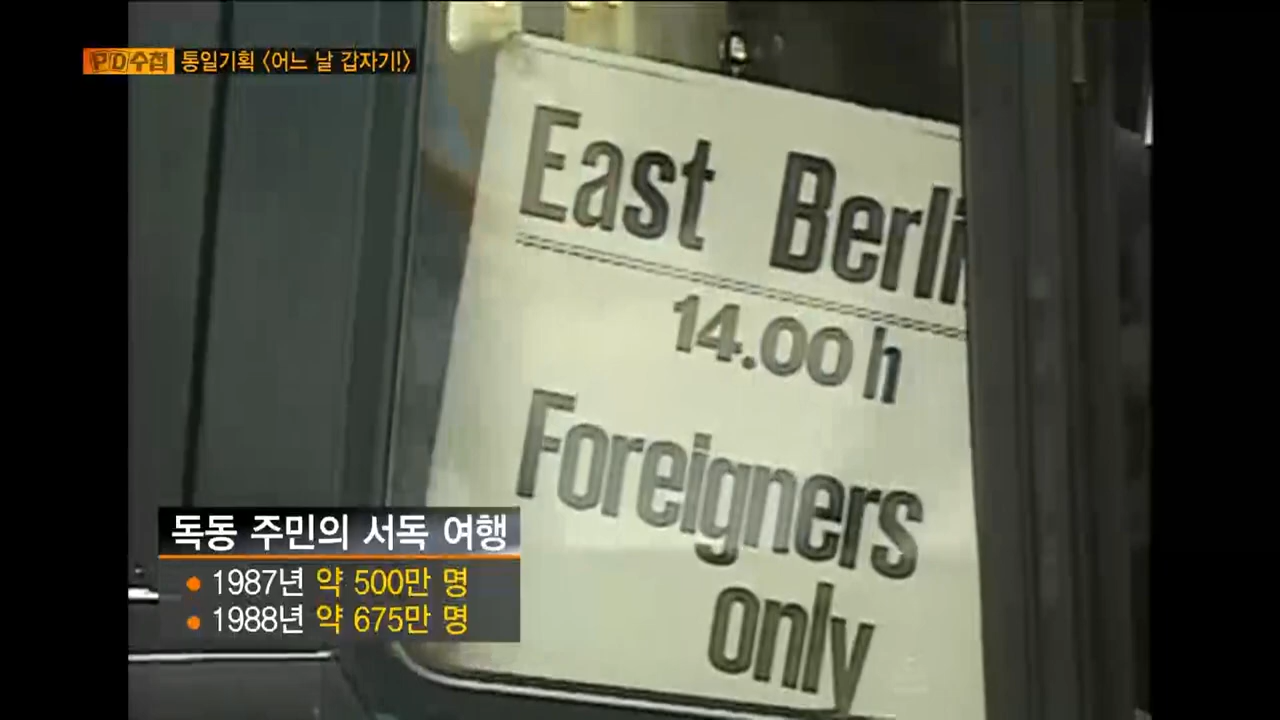 PD수첩 통일기획 <어느 날 갑자기!>
East Berli
14.00 h
Foreigners
only
독동 주민의 서독 여행
• 1987년 약 500만 명
• 1988년 약 675만 명